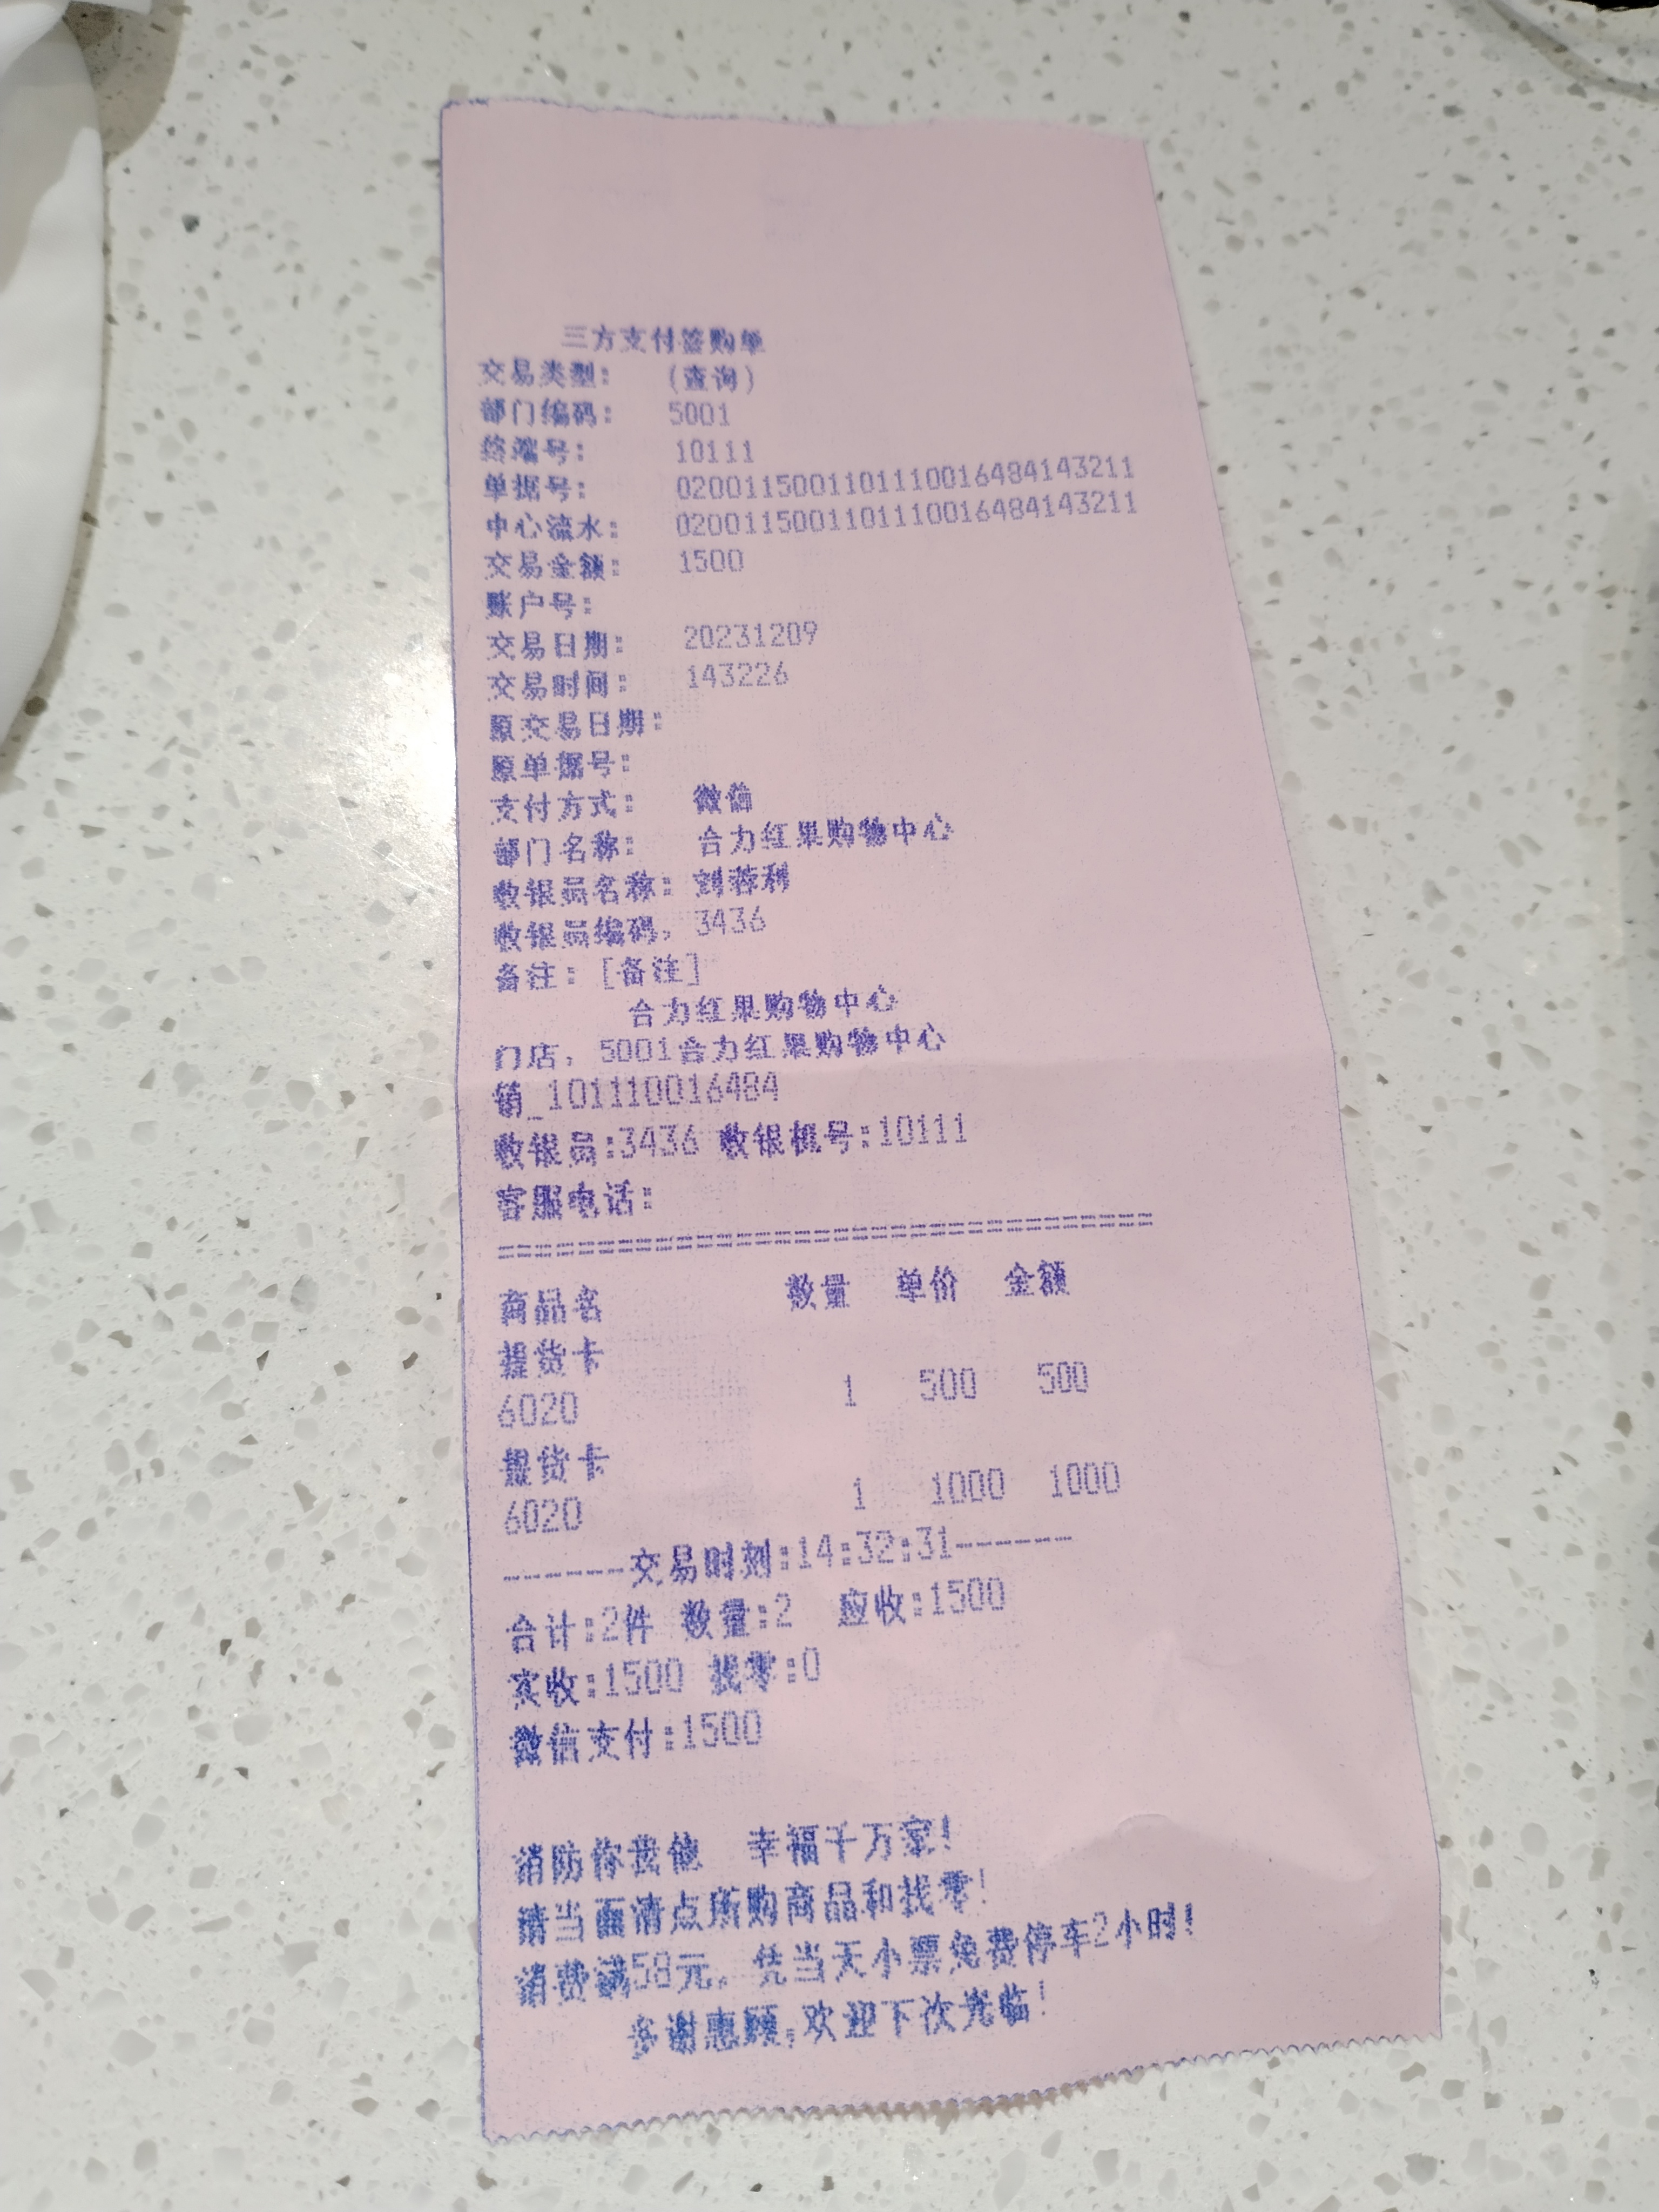 三方支付签购单
交易类型： （查询）
部门编码： 5001
终端号： 10111
单据号： 0200115001101110016484143211
中心流水： 0200115001101110016484143211
交易金额： 1500
账户号：
交易日期： 20231209
交易时间： 143226
原交易日期：
原单据号：
支付方式： 微信
部门名称： 合力红果购物中心
收银员名称：刘蓉利
收银员编码：3436
备注：[备注]
合力红果购物中心
门店：5001合力红果购物中心
销_101110016484
收银员:3436 收银机号:10111
客服电话:
商品名 数量 单价 金额
提货卡
6020 1 500 500
提货卡
6020 1 1000 1000
------交易时刻:14:32:31------
合计:2件 数量:2 应收:1500
实收:1500 找零:0
微信支付:1500
消防你我他 幸福千万家!
请当面清点所购商品和找零!
消费满58元，凭当天小票免费停车2小时!
多谢惠顾,欢迎下次光临!